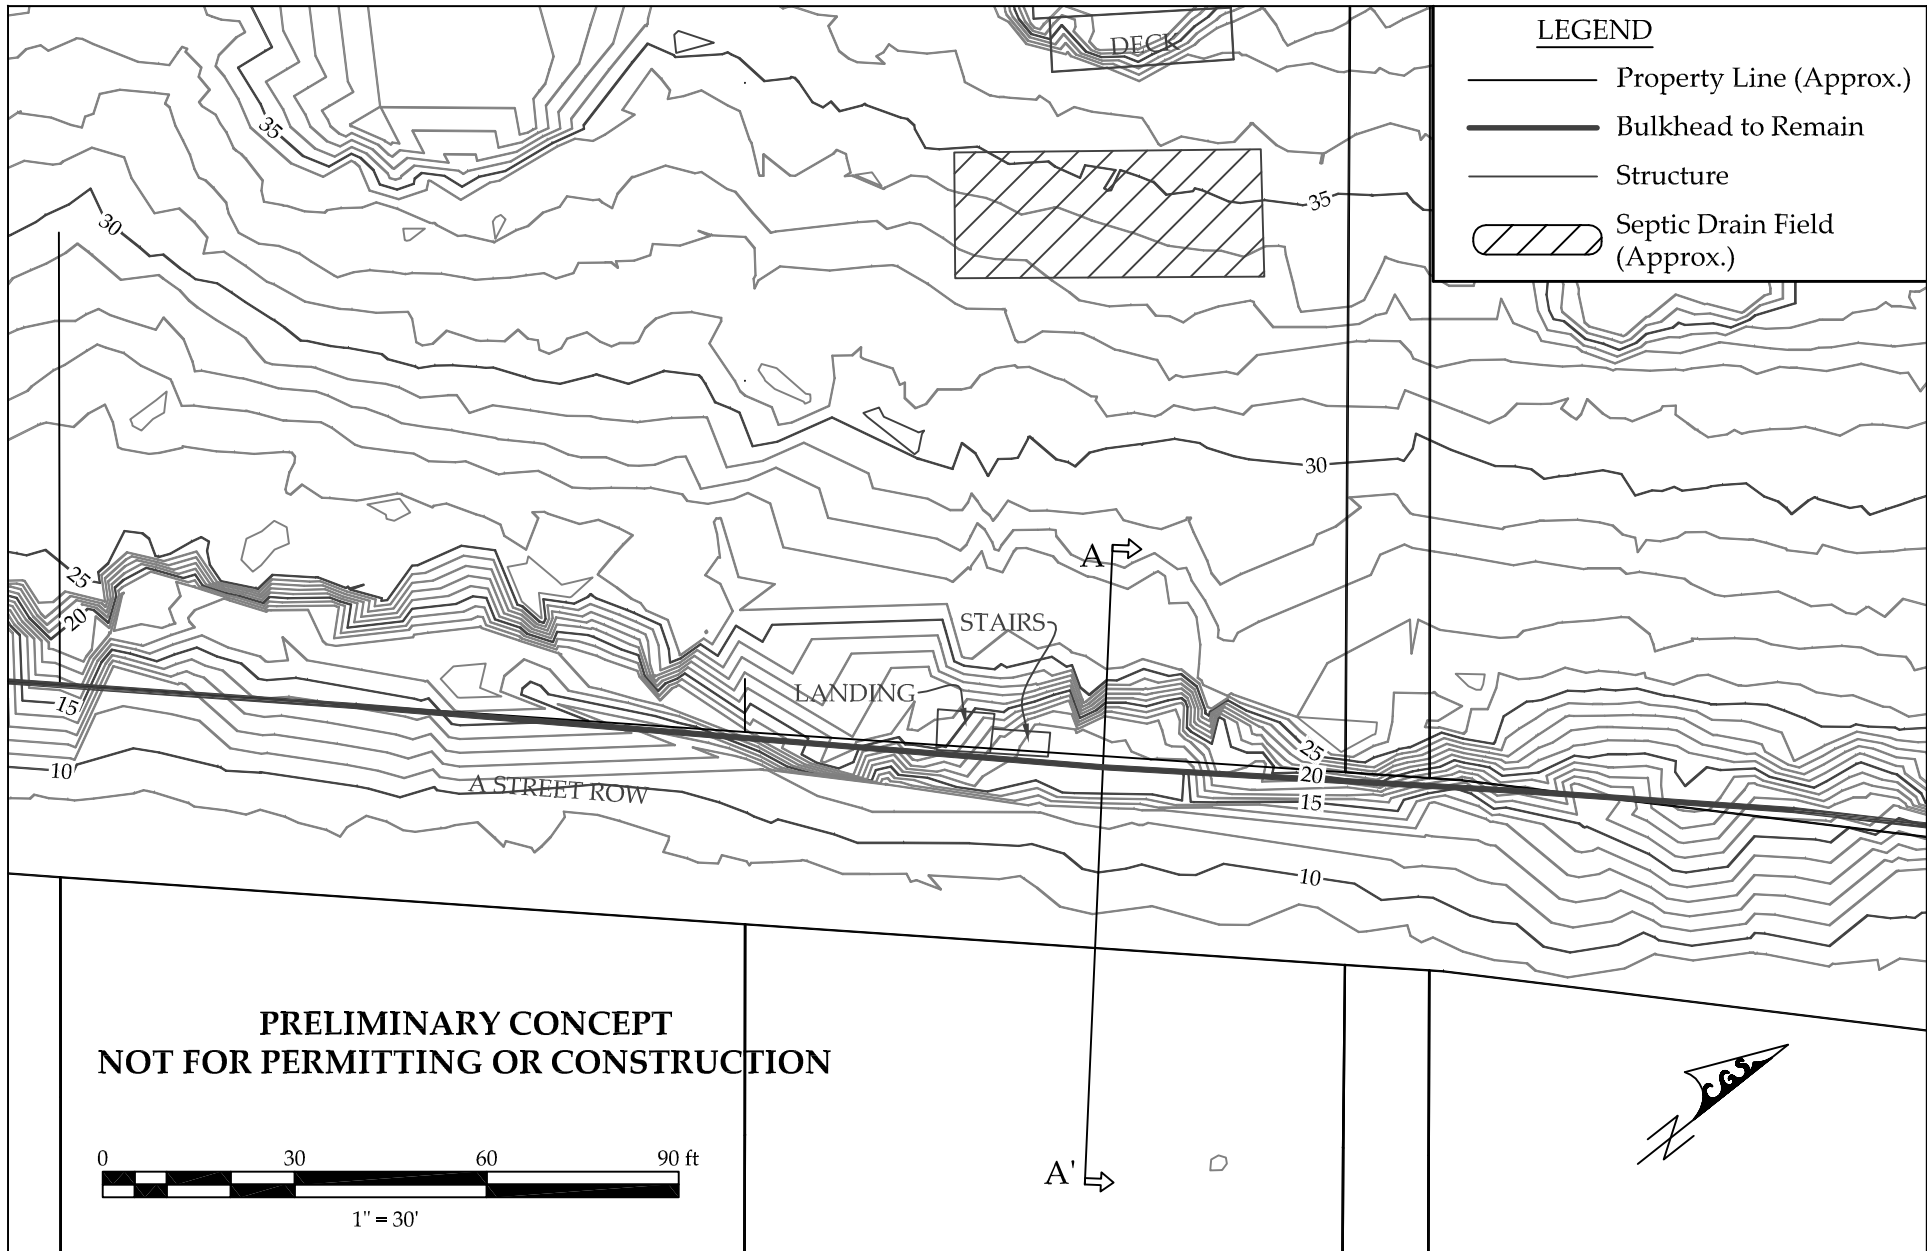 LEGEND
Property Line (Approx.)
Bulkhead to Remain
Structure
Septic Drain Field
(Approx.)
DECK
35
35
30
30
25
20
15
10
A
STAIRS
LANDING
25
20
15
10
A STREET ROW
PRELIMINARY CONCEPT
NOT FOR PERMITTING OR CONSTRUCTION
0 30 60 90 ft
1" = 30'
A'
CGS
N